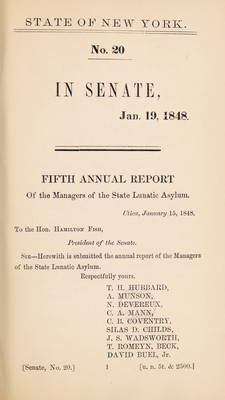 STATE OF NEW YORK.
No. 20
IN SENATE,
Jan. 19, 1848.
FIFTH ANNUAL REPORT
Of the Managers of the State Lunatic Asylum.
Utica, January 15, 1848.
To the Hon. HAMILTON FISH,
President of the Senate.
SIR—Herewith is submitted the annual report of the Managers
of the State Lunatic Asylum.
Respectfully yours.
T. H. HUBBARD,
A. MUNSON,
N. DEVEREUX,
C. A. MANN,
C. B. COVENTRY,
SILAS D. CHILDS,
J. S. WADSWORTH,
T. ROMEYN, BECK,
DAVID BUEL, Jr.
[Senate, No. 20.] 1 [u. n. 5t. & 2500.]